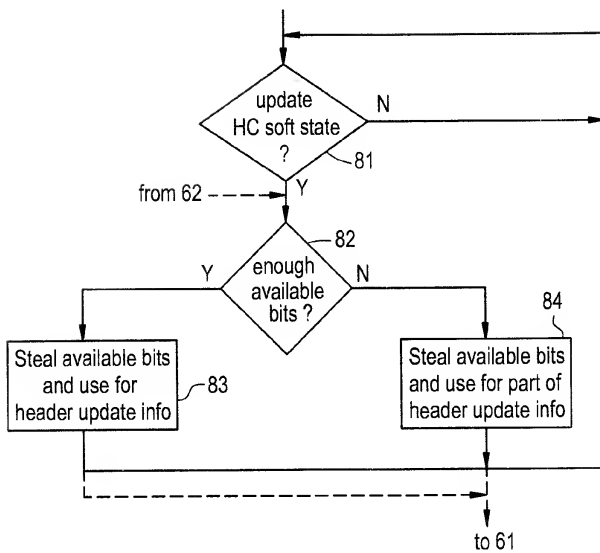 update
HC soft state
?
N
81
Y
from 62
82
enough
available
bits ?
Y
N
84
Steal available bits
and use for
header update info
83
Steal available bits
and use for part of
header update info
to 61